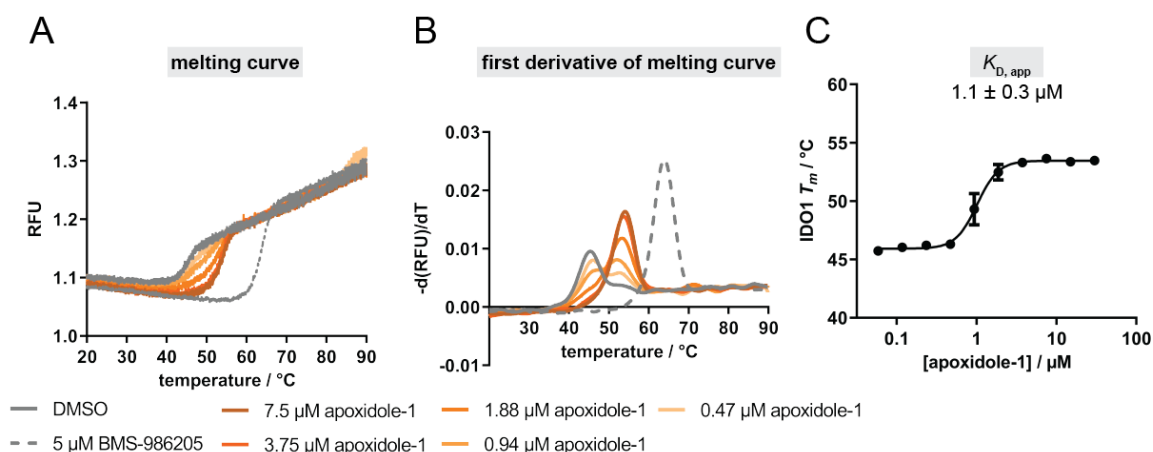 A
melting curve
RFU
1.4
1.3
1.2
1.1
1.0
20 30 40 50 60 70 80 90
temperature / °C
B
first derivative of melting curve
-d(RFU)/dT
0.03
0.02
0.01
0.00
-0.01
30 40 50 60 70 80 90
temperature / °C
C
K D, app
1.1 ± 0.3 µM
IDO1 Tm / °C
60
55
50
45
40
0.1 1 10 100
[apoxidole-1] / µM
DMSO
7.5 µM apoxidole-1
1.88 µM apoxidole-1
0.47 µM apoxidole-1
5 µM BMS-986205
3.75 µM apoxidole-1
0.94 µM apoxidole-1